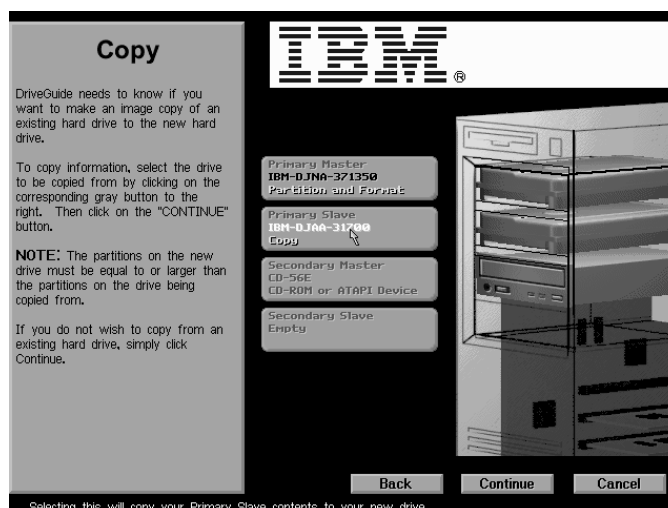 Copy
DriveGuide needs to know if you
want to make an image copy of an
existing hard drive to the new hard
drive.
To copy information, select the drive
to be copied from by clicking on the
corresponding gray button to the
right. Then click on the "CONTINUE"
button.
NOTE: The partitions on the new
drive must be equal to or larger than
the partitions on the drive being
copied from.
If you do not wish to copy from an
existing hard drive, simply click
Continue.
IBM®
Primary Master
IBM-DJNA-371350
Partition and Format
Primary Slave
IBM-DJAA-31700
Copy
Secondary Master
CD-56E
CD-ROM or ATAPI Device
Secondary Slave
Empty
Back
Continue
Cancel
Selecting this will copy your Primary Slave contents to your new drive